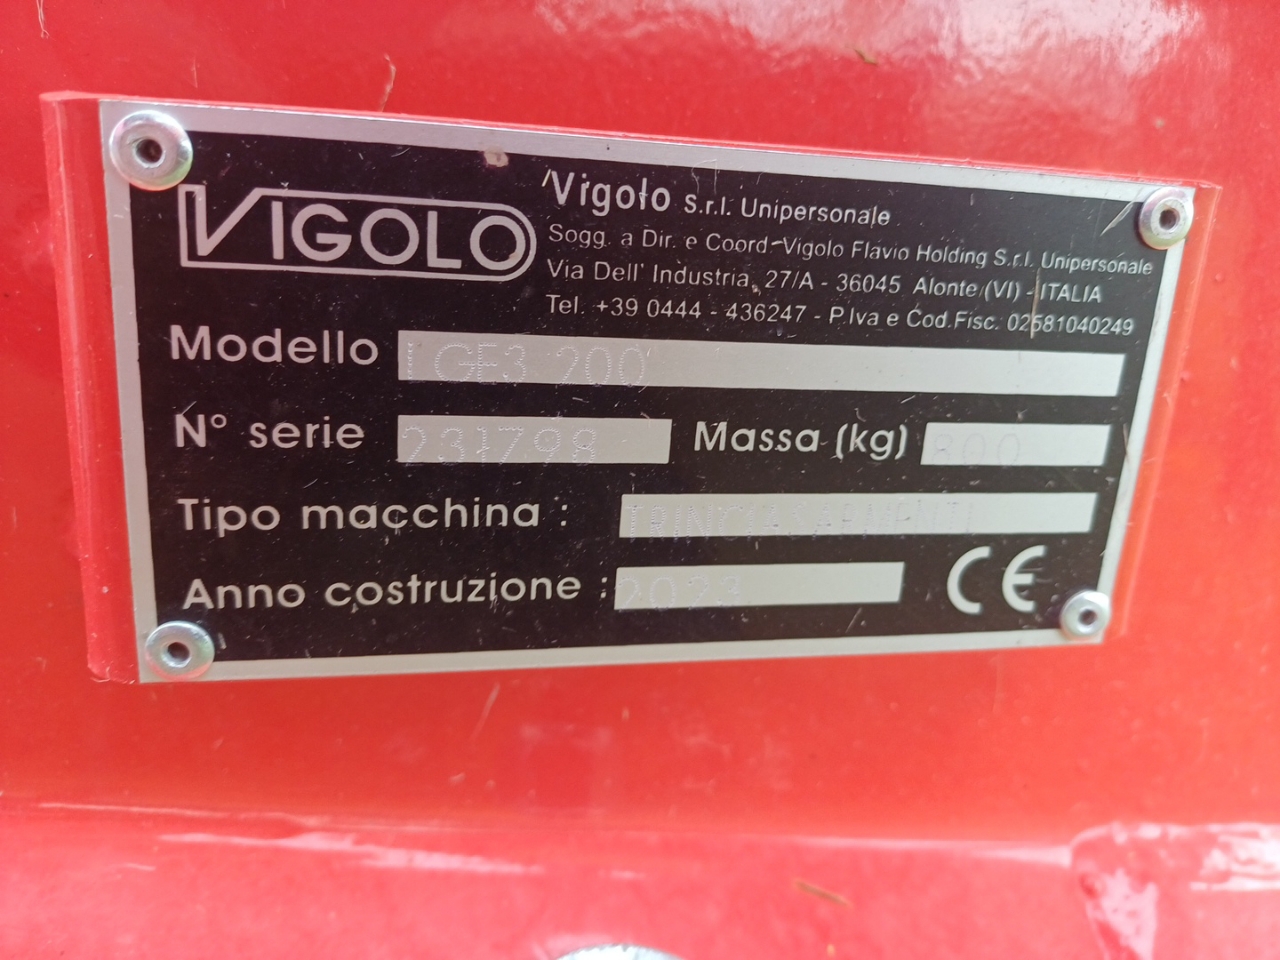 VIGOLO
Vigolo s.r.l. Unipersonale
Sogg. a Dir. e Coord-Vigolo Flavio Holding S.r.l. Unipersonale
Via Dell' Industria, 27/A - 36045 Alonte (VI) - ITALIA
Tel. +39 0444 - 436247 - P.Iva e Cod.Fisc. 02581040249
Modello LGE3 200
N° serie 231798 Massa (kg) 800
Tipo macchina : TRINCIASARMENTI
Anno costruzione : 2023 CE